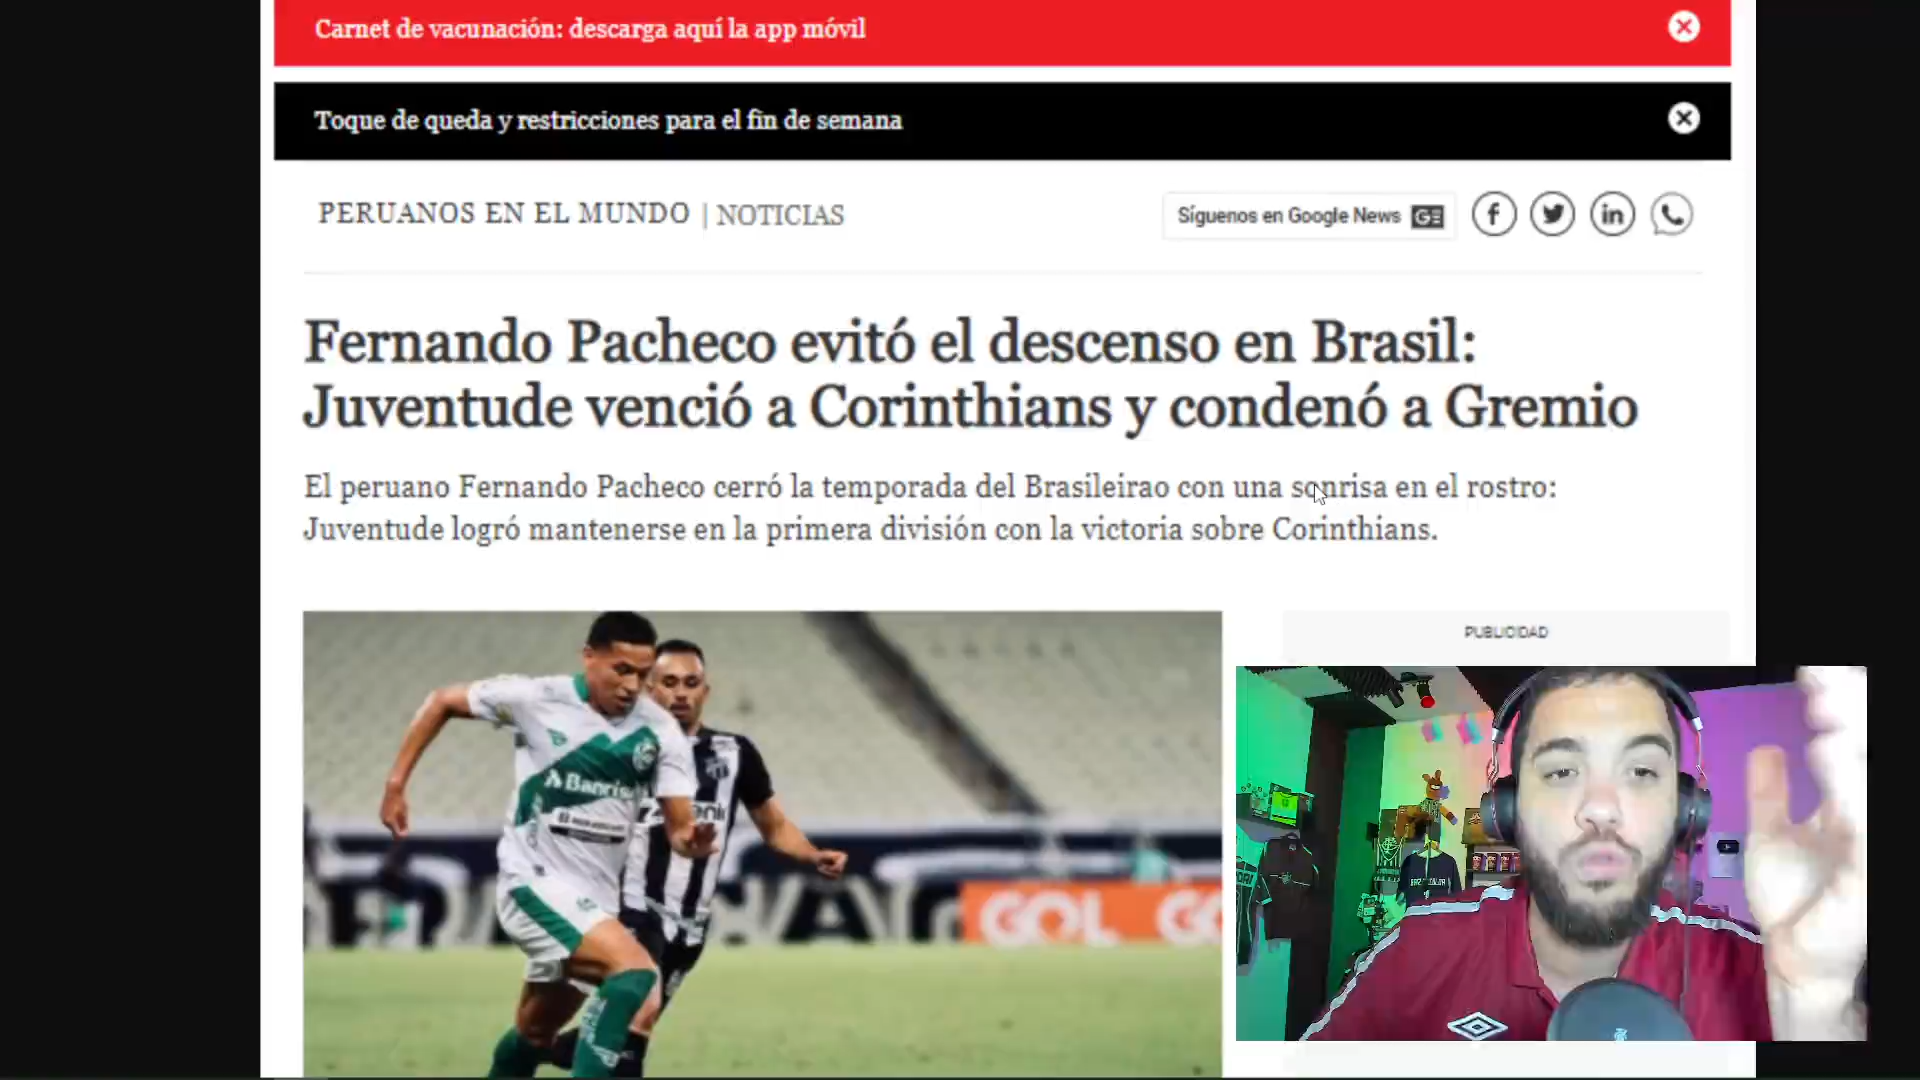 Carnet de vacunación: descarga aquí la app móvil
Toque de queda y restricciones para el fin de semana
PERUANOS EN EL MUNDO | NOTICIAS
Síguenos en Google News GE
Fernando Pacheco evitó el descenso en Brasil:
Juventude venció a Corinthians y condenó a Gremio
El peruano Fernando Pacheco cerró la temporada del Brasileirao con una sonrisa en el rostro:
Juventude logró mantenerse en la primera división con la victoria sobre Corinthians.
PUBLICIDAD
GOL GO